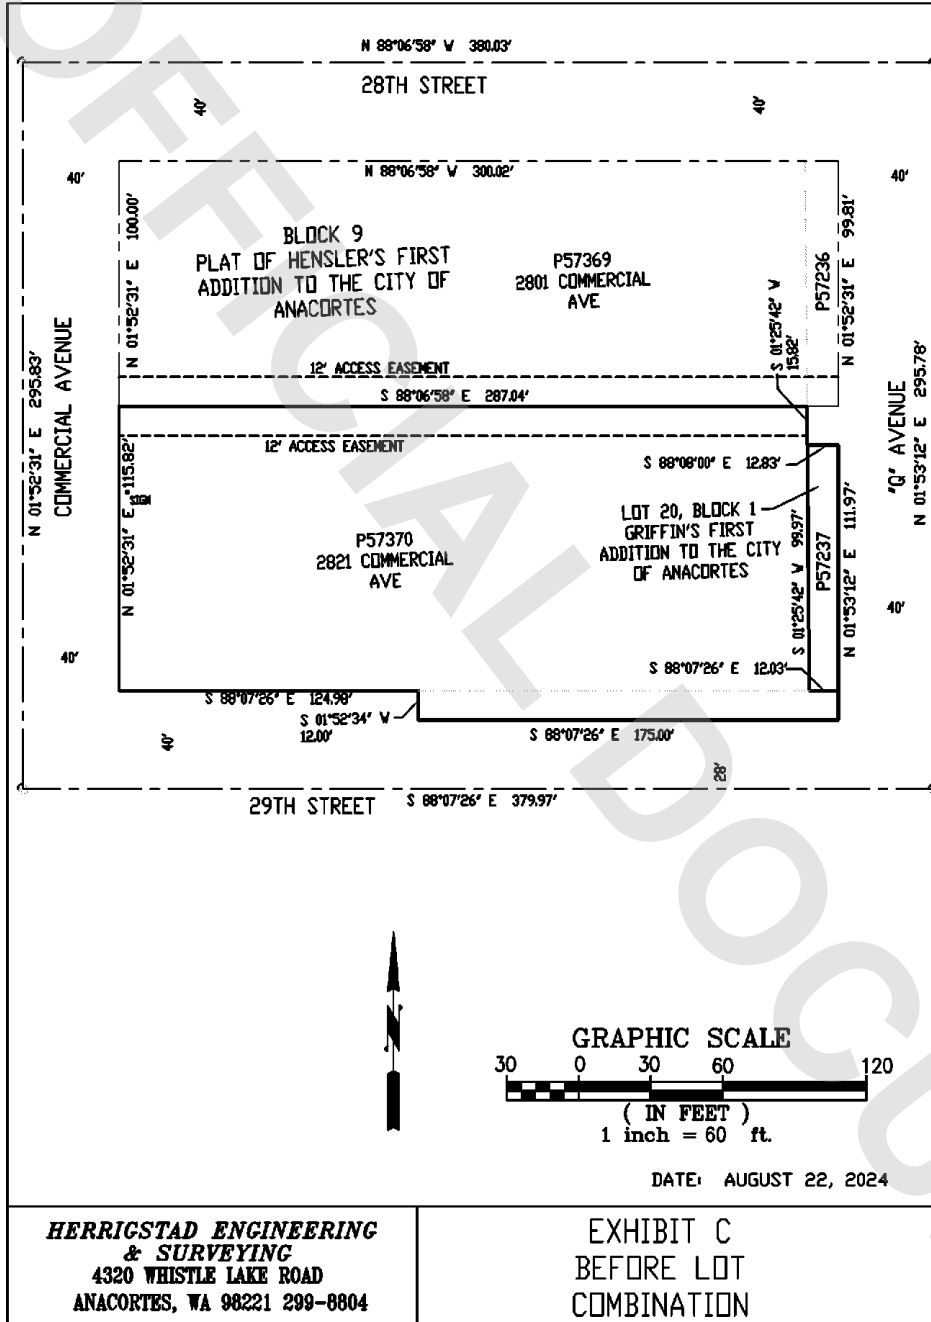 N 88°06'58" W 380.03'
28TH STREET
40'
40'
40'
40'
N 88°06'58" W 300.02'
N 01°52'31" E 100.00'
BLOCK 9
PLAT OF HENSLER'S FIRST
ADDITION TO THE CITY OF
ANACORTES
P57369
2801 COMMERCIAL
AVE
P57236
N 01°52'31" E 99.81'
S 01°25'42" W
15.82'
12' ACCESS EASEMENT
S 88°06'58" E 287.04'
12' ACCESS EASEMENT
N 01°52'31" E 295.83'
COMMERCIAL AVENUE
N 01°52'31" E 115.82'
SIGN
S 88°08'00" E 12.83'
"Q" AVENUE
N 01°53'12" E 295.78'
LOT 20, BLOCK 1
GRIFFIN'S FIRST
ADDITION TO THE CITY
OF ANACORTES
P57370
2821 COMMERCIAL
AVE
S 01°25'42" W 99.97'
P57237
N 01°53'12" E 111.97'
40'
40'
S 88°07'26" E 12.03'
S 88°07'26" E 124.98'
S 01°52'34" W
12.00'
S 88°07'26" E 175.00'
40'
28'
29TH STREET
S 88°07'26" E 379.97'
N
GRAPHIC SCALE
30 0 30 60 120
( IN FEET )
1 inch = 60 ft.
DATE: AUGUST 22, 2024
HERRIGSTAD ENGINEERING
& SURVEYING
4320 WHISTLE LAKE ROAD
ANACORTES, WA 98221 299-8804
EXHIBIT C
BEFORE LOT
COMBINATION
OFFICIAL DOCU